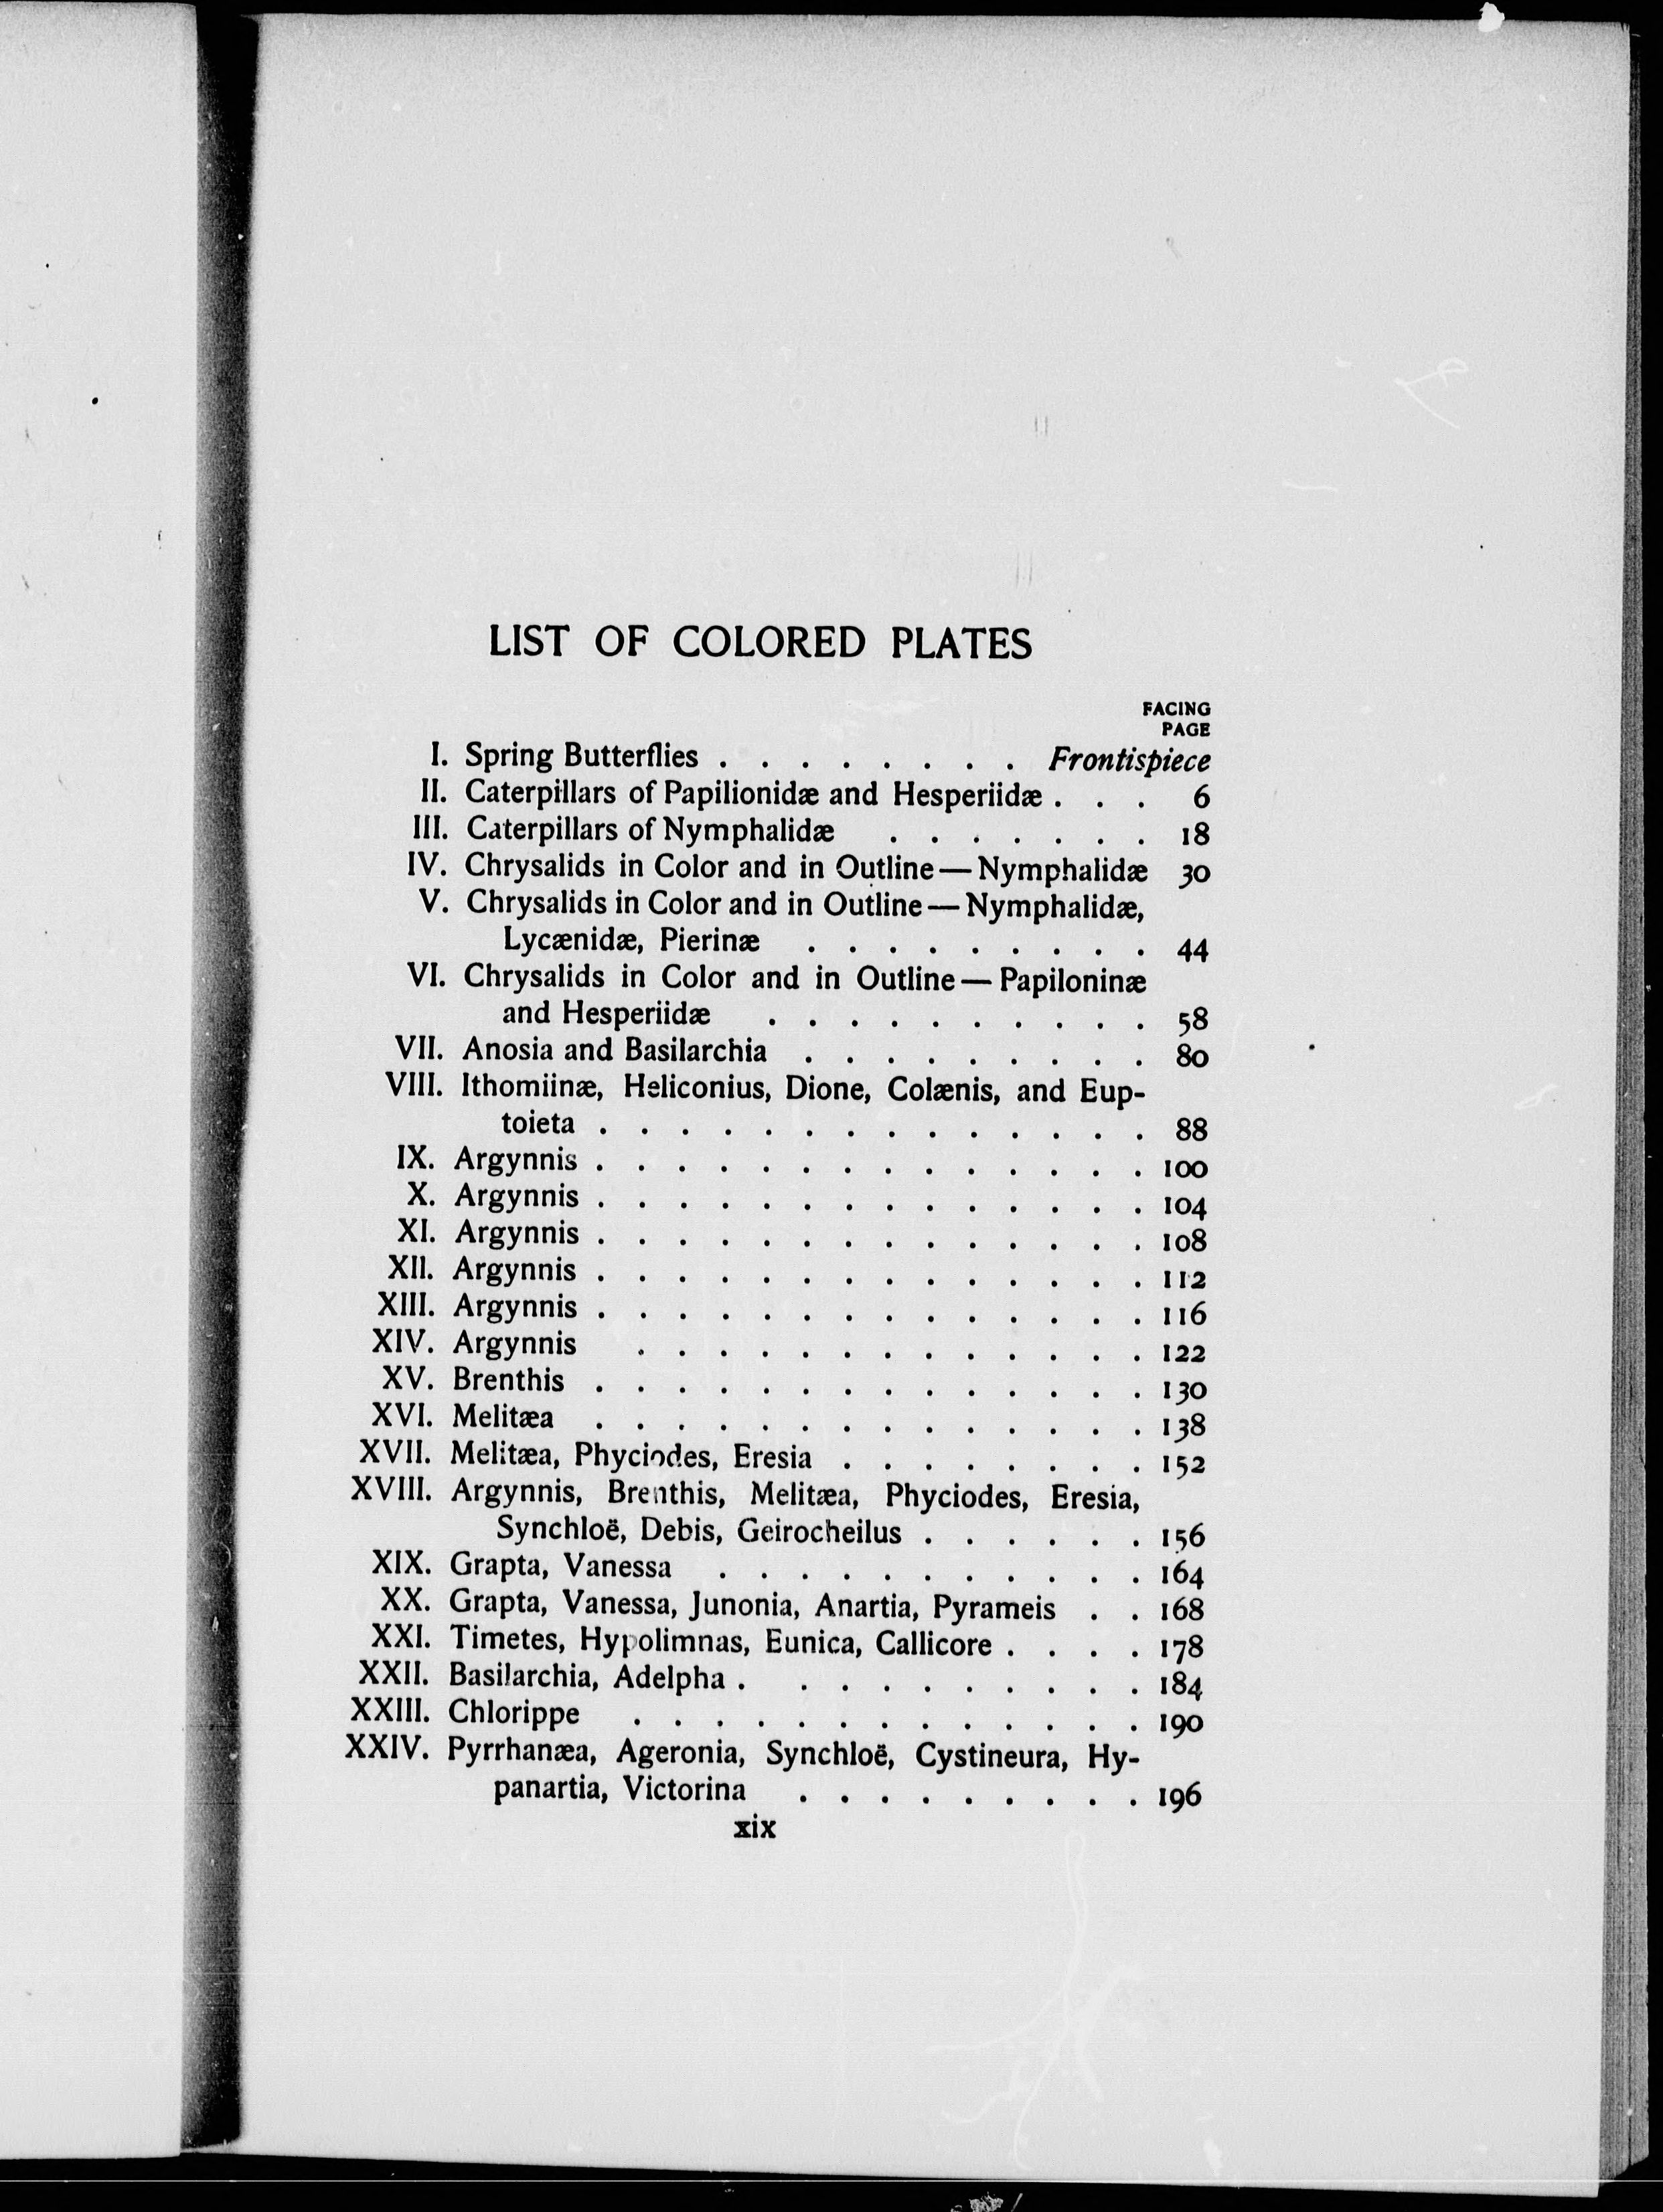 LIST OF COLORED PLATES
FACING
PAGE
I. Spring Butterflies . . . . . . . . Frontispiece
II. Caterpillars of Papilionidæ and Hesperiidæ . . . 6
III. Caterpillars of Nymphalidæ . . . . . . . 18
IV. Chrysalids in Color and in Outline — Nymphalidæ 30
V. Chrysalids in Color and in Outline — Nymphalidæ,
Lycænidæ, Pierinæ . . . . . . . . . 44
VI. Chrysalids in Color and in Outline — Papiloninæ
and Hesperiidæ . . . . . . . . . . 58
VII. Anosia and Basilarchia . . . . . . . . . 80
VIII. Ithomiinæ, Heliconius, Dione, Colænis, and Eup-
toieta . . . . . . . . . . . . . . 88
IX. Argynnis . . . . . . . . . . . . . . 100
X. Argynnis . . . . . . . . . . . . . . 104
XI. Argynnis . . . . . . . . . . . . . . 108
XII. Argynnis . . . . . . . . . . . . . . 112
XIII. Argynnis . . . . . . . . . . . . . . 116
XIV. Argynnis . . . . . . . . . . . . . 122
XV. Brenthis . . . . . . . . . . . . . . 130
XVI. Melitæa . . . . . . . . . . . . . . 138
XVII. Melitæa, Phyciodes, Eresia . . . . . . . . 152
XVIII. Argynnis, Brenthis, Melitæa, Phyciodes, Eresia,
Synchloë, Debis, Geirocheilus . . . . . . 156
XIX. Grapta, Vanessa . . . . . . . . . . . 164
XX. Grapta, Vanessa, Junonia, Anartia, Pyrameis . . 168
XXI. Timetes, Hypolimnas, Eunica, Callicore . . . . 178
XXII. Basilarchia, Adelpha . . . . . . . . . . 184
XXIII. Chlorippe . . . . . . . . . . . . . 190
XXIV. Pyrrhanæa, Ageronia, Synchloë, Cystineura, Hy-
panartia, Victorina . . . . . . . . . 196
xix